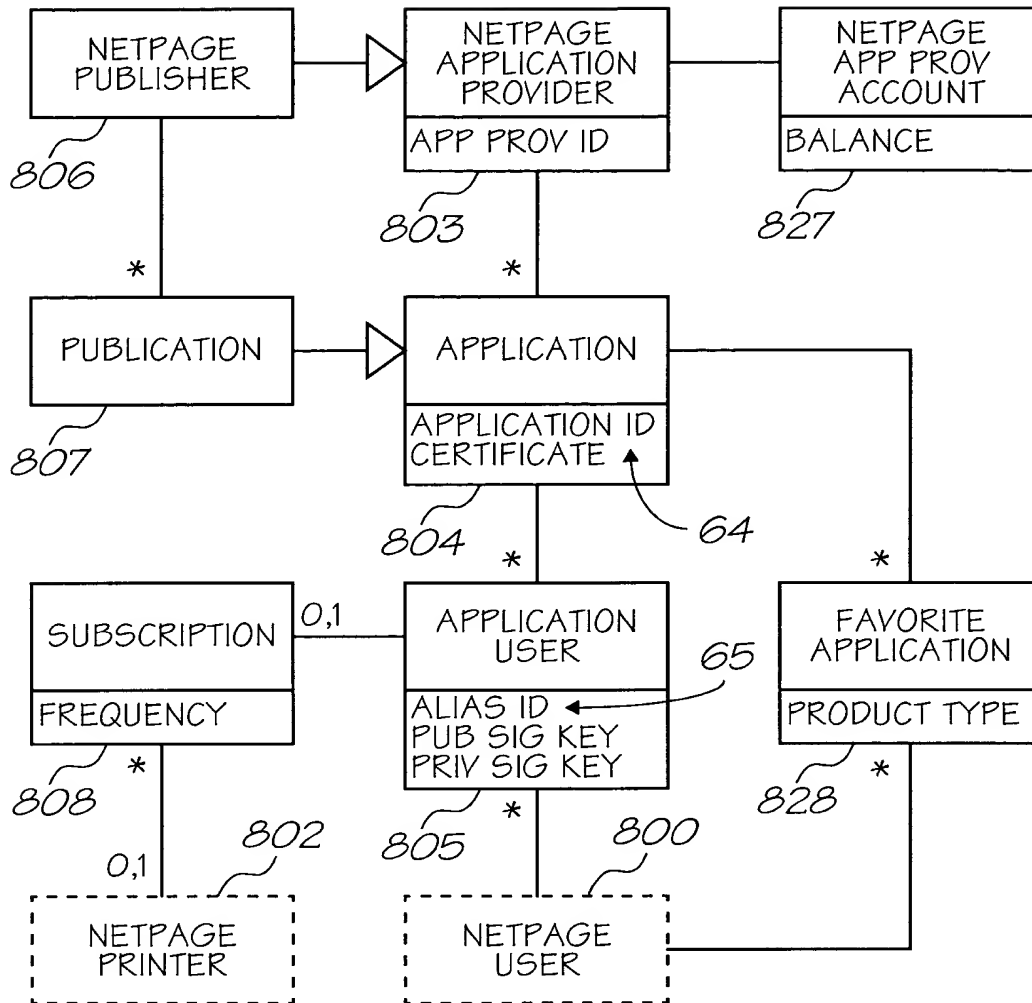 NETPAGE
PUBLISHER
NETPAGE
APPLICATION
PROVIDER
APP PROV ID
NETPAGE
APP PROV
ACCOUNT
BALANCE
806
803
827
*
*
PUBLICATION
APPLICATION
APPLICATION ID
CERTIFICATE
807
804
64
*
*
SUBSCRIPTION
FREQUENCY
0,1
APPLICATION
USER
ALIAS ID
PUB SIG KEY
PRIV SIG KEY
65
FAVORITE
APPLICATION
PRODUCT TYPE
808
*
805
*
828
*
802
800
0,1
NETPAGE
PRINTER
NETPAGE
USER